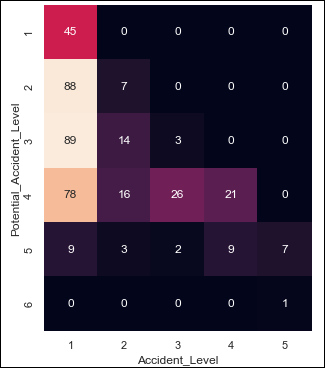 1 45 0 0 0 0
2 88 7 0 0 0
3 89 14 3 0 0
4 78 16 26 21 0
5 9 3 2 9 7
6 0 0 0 0 1
1 2 3 4 5
Accident_Level
Potential_Accident_Level